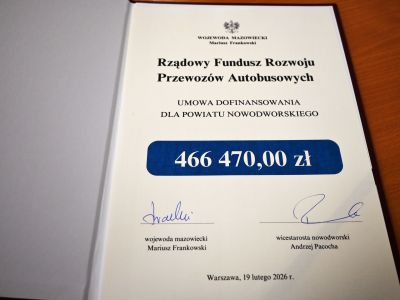 WOJEWODA MAZOWIECKI
Mariusz Frankowski
Rządowy Fundusz Rozwoju
Przewozów Autobusowych
UMOWA DOFINANSOWANIA
DLA POWIATU NOWODWORSKIEGO
466 470,00 zł
wojewoda mazowiecki
Mariusz Frankowski
wicestarosta nowodworski
Andrzej Pacocha
Warszawa, 19 lutego 2026 r.